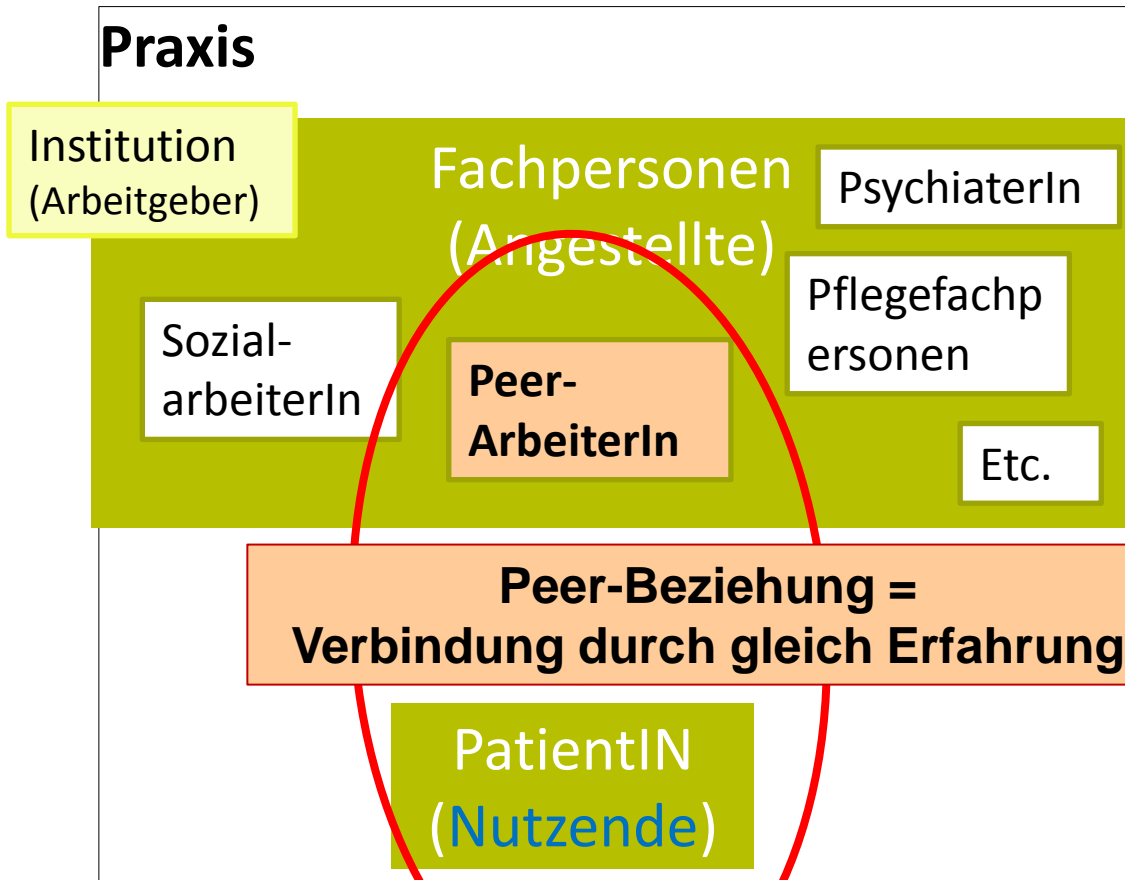 Praxis
Institution
(Arbeitgeber)
Fachpersonen
(Angestellte)
PsychiaterIn
Pflegefachp
ersonen
Sozial-
arbeiterIn
Peer-
ArbeiterIn
Etc.
Peer-Beziehung =
Verbindung durch gleich Erfahrung
PatientIN
(Nutzende)